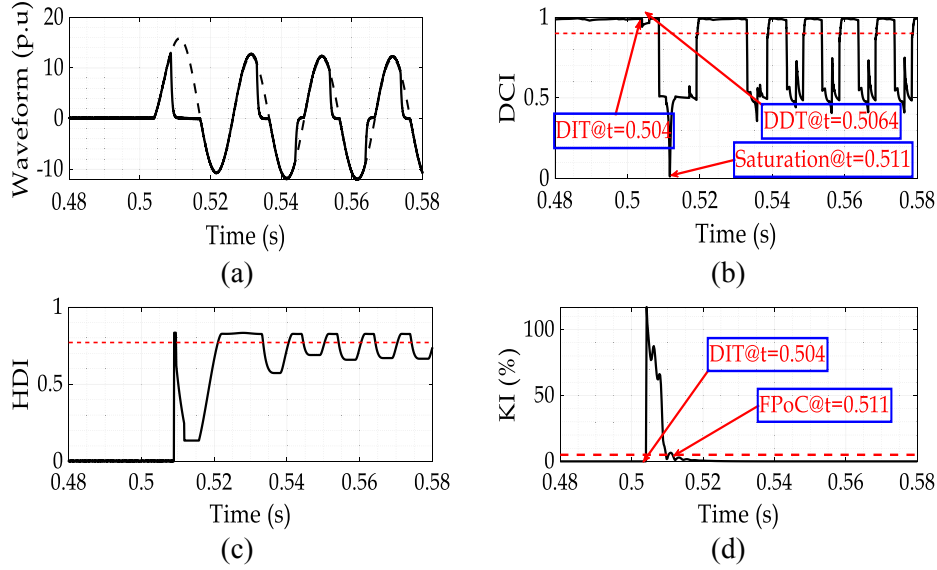 20
10
0
-10
Waveform (p.u)
0.48 0.5 0.52 0.54 0.56 0.58
Time (s)
(a)
1
0.5
0
DCI
DIT@t=0.504
DDT@t=0.5064
Saturation@t=0.511
0.48 0.5 0.52 0.54 0.56 0.58
Time (s)
(b)
1
0.5
0
HDI
0.48 0.5 0.52 0.54 0.56 0.58
Time (s)
(c)
100
50
0
KI (%)
DIT@t=0.504
FPoC@t=0.511
0.48 0.5 0.52 0.54 0.56 0.58
Time (s)
(d)